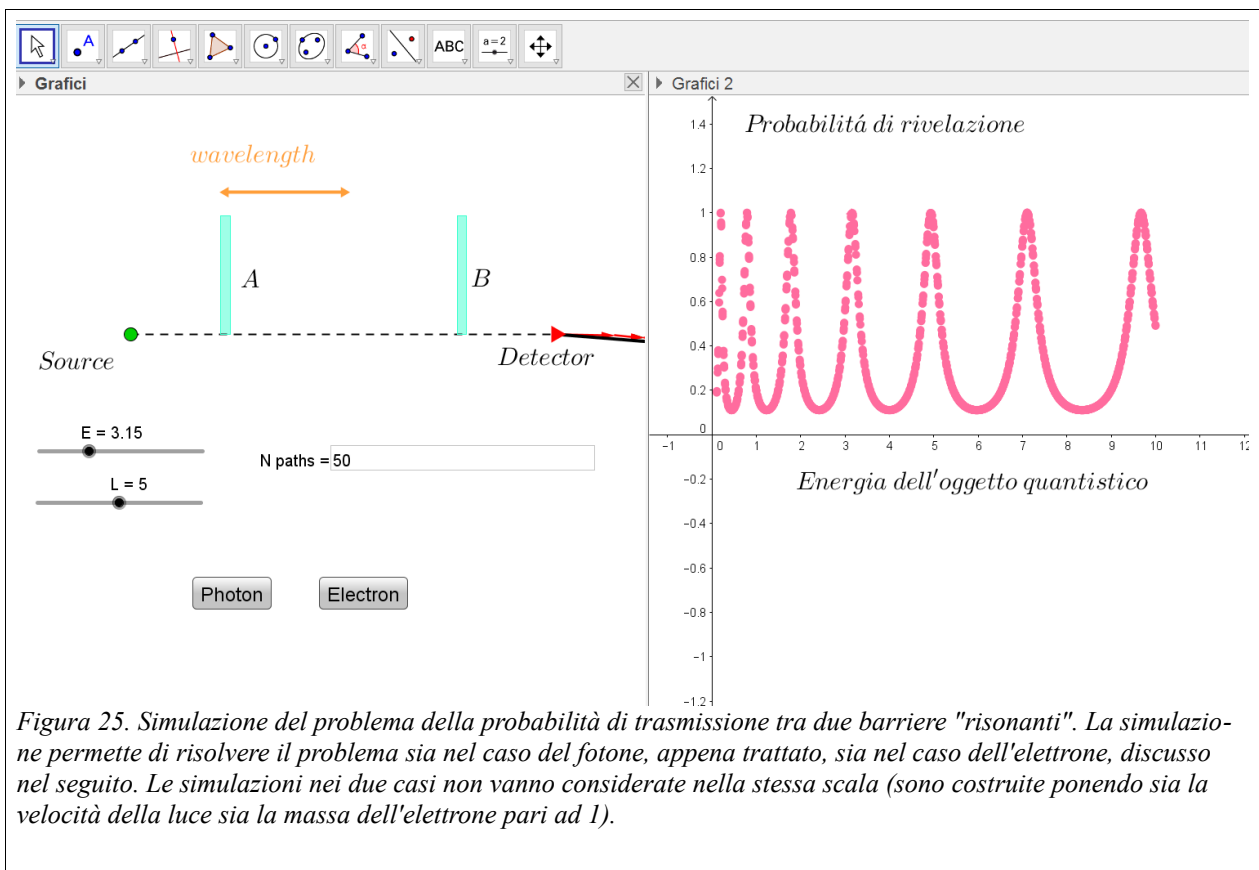 A
α
ABC
a = 2
Grafici
Grafici 2
wavelength
A
B
Source
Detector
E = 3.15
N paths = 50
L = 5
Photon
Electron
Probabilitá di rivelazione
1.4
1.2
1
0.8
0.6
0.4
0.2
0
−1 0 1 2 3 4 5 6 7 8 9 10 11 12
Energia dell'oggetto quantistico
−0.2
−0.4
−0.6
−0.8
−1
−1.2
Figura 25. Simulazione del problema della probabilità di trasmissione tra due barriere "risonanti". La simulazio-
ne permette di risolvere il problema sia nel caso del fotone, appena trattato, sia nel caso dell'elettrone, discusso
nel seguito. Le simulazioni nei due casi non vanno considerate nella stessa scala (sono costruite ponendo sia la
velocità della luce sia la massa dell'elettrone pari ad 1).